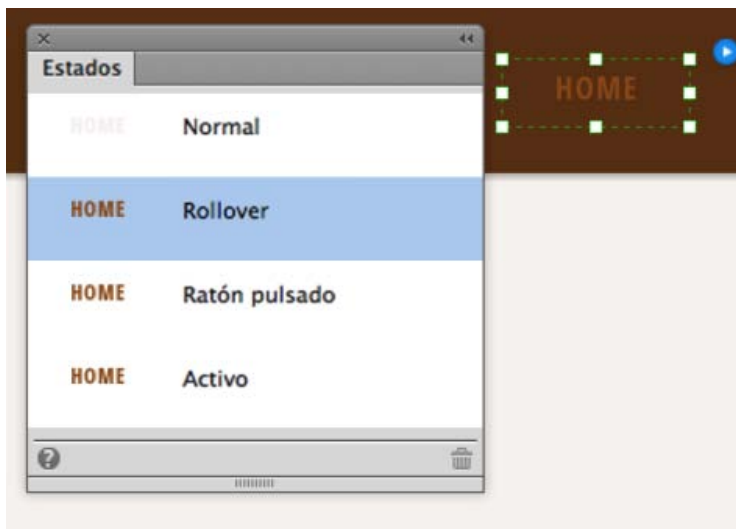 Estados
HOME
HOME Normal
HOME Rollover
HOME Ratón pulsado
HOME Activo